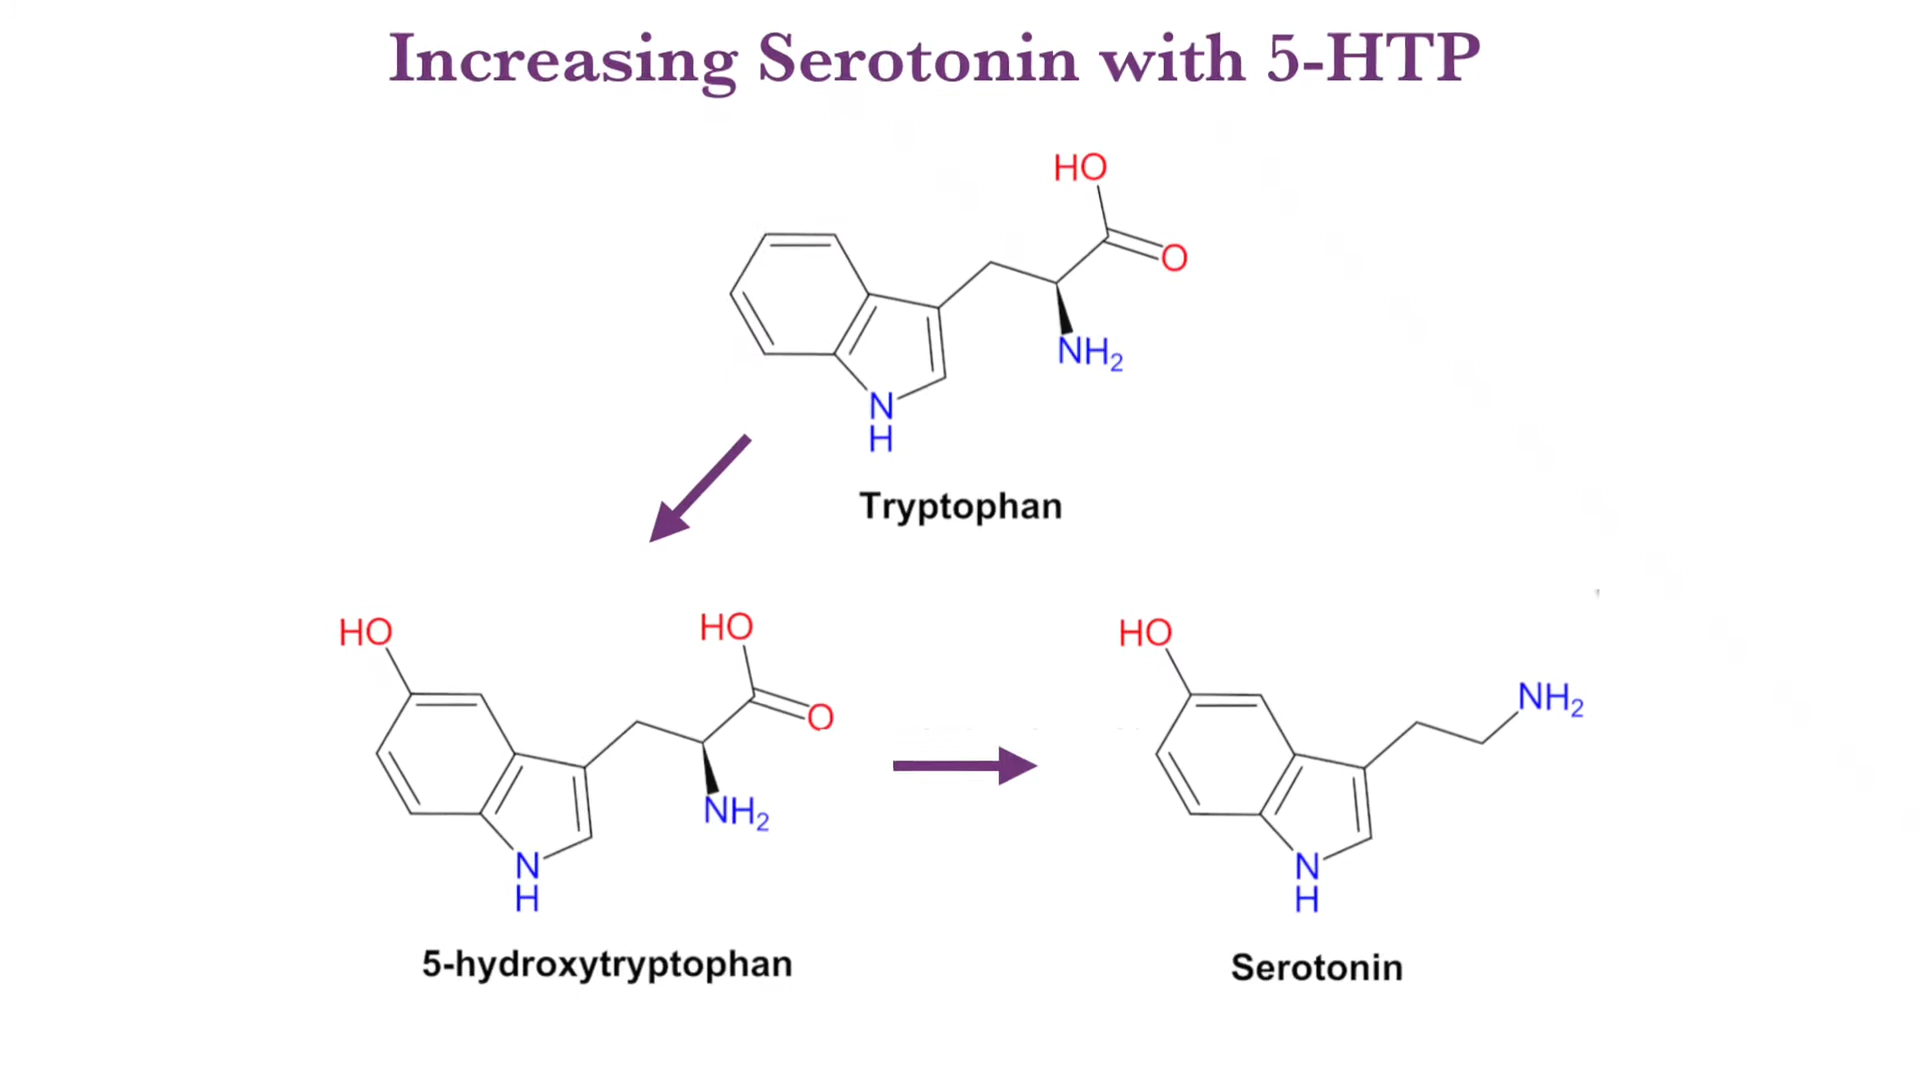 Increasing Serotonin with 5-HTP
HO
O
NH₂
N
H
Tryptophan
HO
HO
O
NH₂
N
H
5-hydroxytryptophan
HO
NH₂
N
H
Serotonin